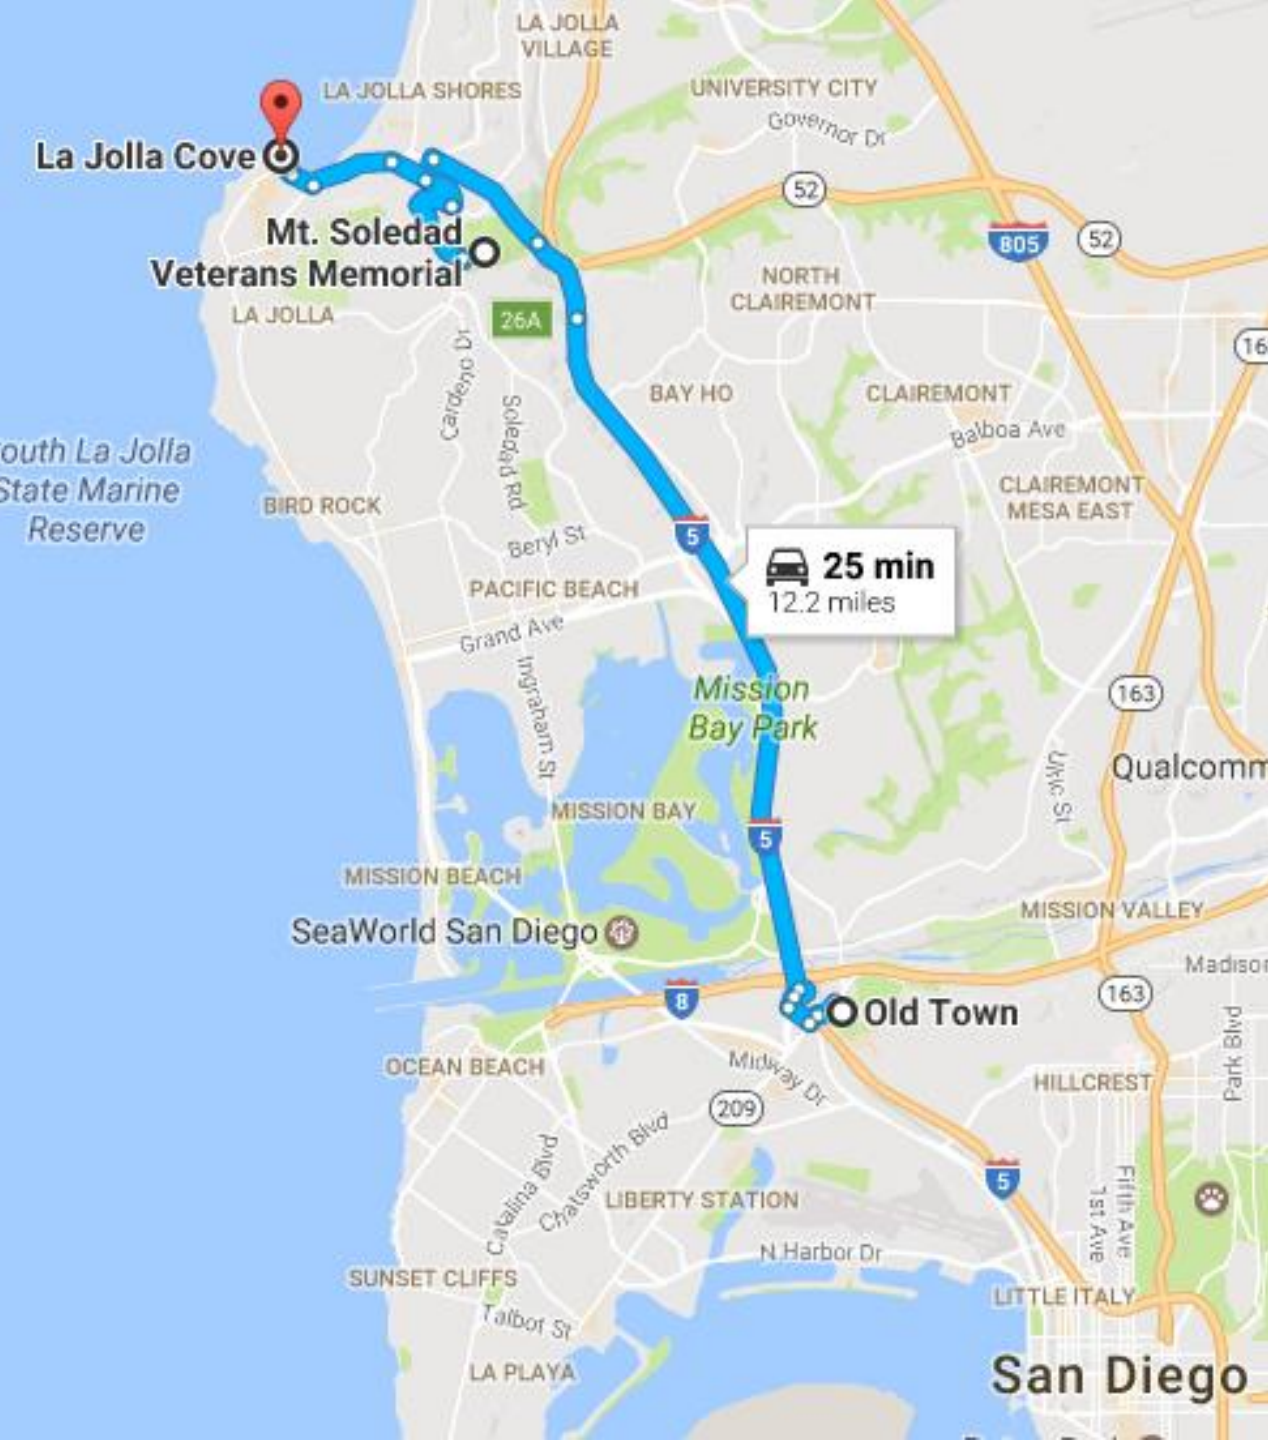 LA JOLLA
VILLAGE
LA JOLLA SHORES
UNIVERSITY CITY
Governor Dr
La Jolla Cove
52
Mt. Soledad
Veterans Memorial
805
52
NORTH
CLAIREMONT
LA JOLLA
26A
16
Cardeno Dr
Soledad Rd
BAY HO
CLAIREMONT
Balboa Ave
outh La Jolla
State Marine
Reserve
BIRD ROCK
CLAIREMONT
MESA EAST
5
Beryl St
25 min
12.2 miles
PACIFIC BEACH
Grand Ave
Ingraham St
Mission
Bay Park
163
Ulric St
Qualcomm
MISSION BAY
5
MISSION BEACH
MISSION VALLEY
SeaWorld San Diego
Madison
8
163
Old Town
Park Blvd
OCEAN BEACH
Midway Dr
HILLCREST
209
Catalina Blvd
Chatsworth Blvd
5
1st Ave
Fifth Ave
LIBERTY STATION
N Harbor Dr
SUNSET CLIFFS
LITTLE ITALY
Talbot St
LA PLAYA
San Diego